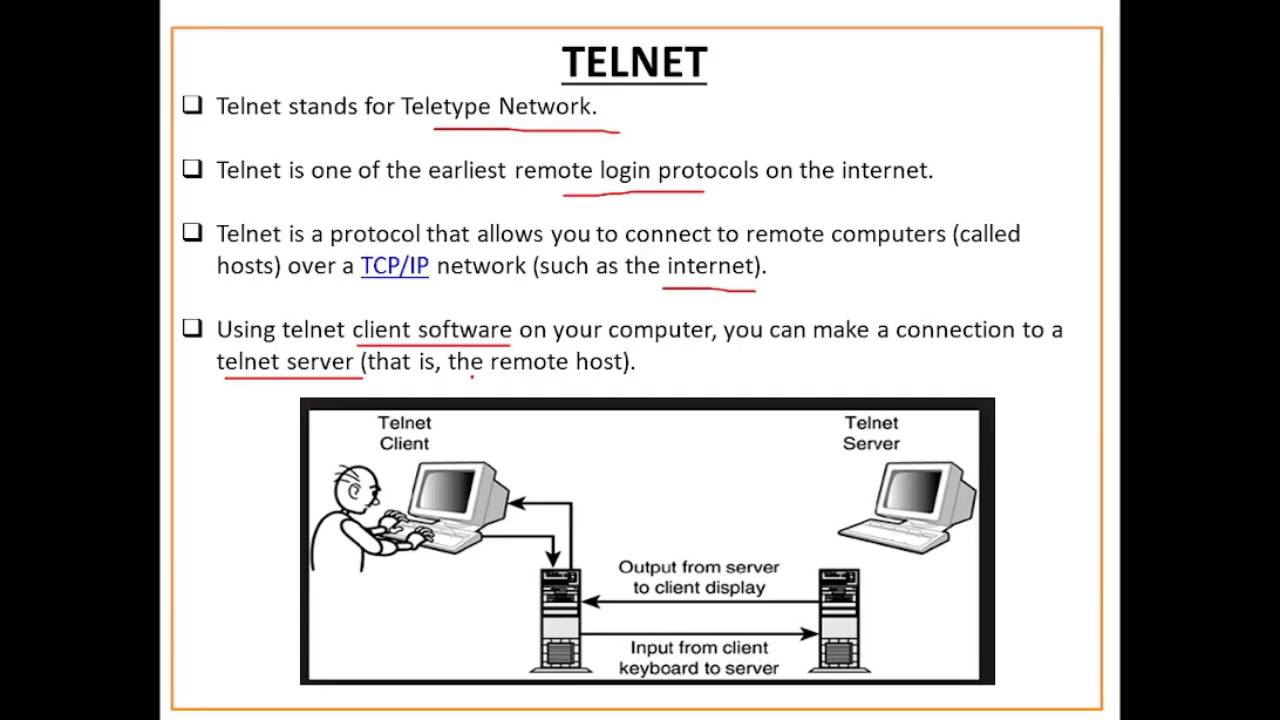 TELNET
❑ Telnet stands for Teletype Network.
❑ Telnet is one of the earliest remote login protocols on the internet.
❑ Telnet is a protocol that allows you to connect to remote computers (called
hosts) over a TCP/IP network (such as the internet).
❑ Using telnet client software on your computer, you can make a connection to a
telnet server (that is, the remote host).
Telnet
Client
Telnet
Server
Output from server
to client display
Input from client
keyboard to server